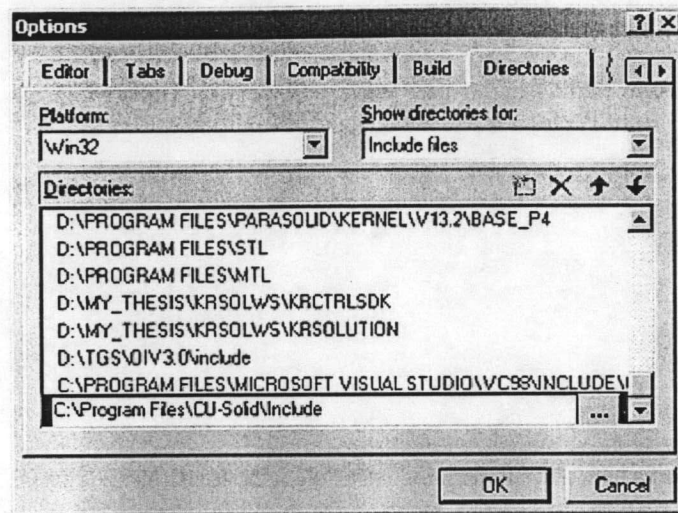 Options
Editor Tabs Debug Compatibility Build Directories
Platform: Show directories for:
Win32 Include files
Directories:
D:\PROGRAM FILES\PARASOLID\KERNEL\V13.2\BASE_P4
D:\PROGRAM FILES\STL
D:\PROGRAM FILES\MTL
D:\MY_THESIS\KRSOLWS\KRCTRLSDK
D:\MY_THESIS\KRSOLWS\KRSOLUTION
D:\TGS\OIV3.0\include
C:\PROGRAM FILES\MICROSOFT VISUAL STUDIO\VC98\INCLUDE\
C:\Program Files\CU-Solid\Include ...
OK Cancel